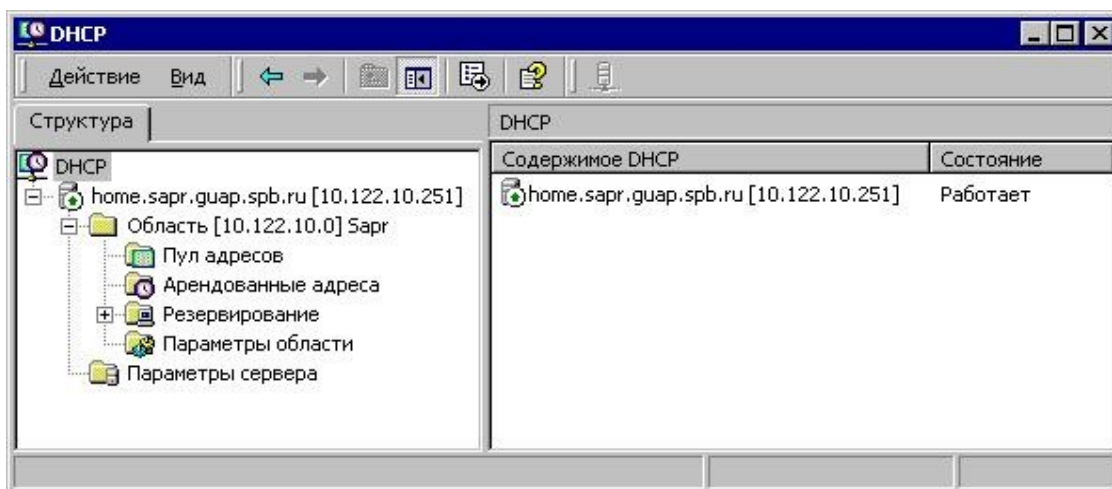 DHCP
Действие Вид
Структура
DHCP
home.sapr.guap.spb.ru [10.122.10.251]
Область [10.122.10.0] Sapr
Пул адресов
Арендованные адреса
Резервирование
Параметры области
Параметры сервера
DHCP
Содержимое DHCP Состояние
home.sapr.guap.spb.ru [10.122.10.251] Работает